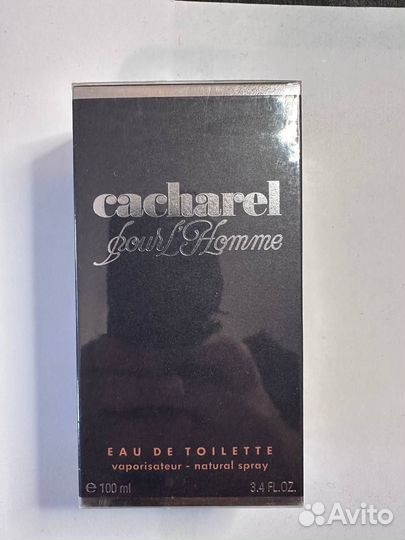 cacharel
pour L'Homme
EAU DE TOILETTE
vaporisateur - natural spray
℮ 100 ml 3.4 FL.OZ.
Avito